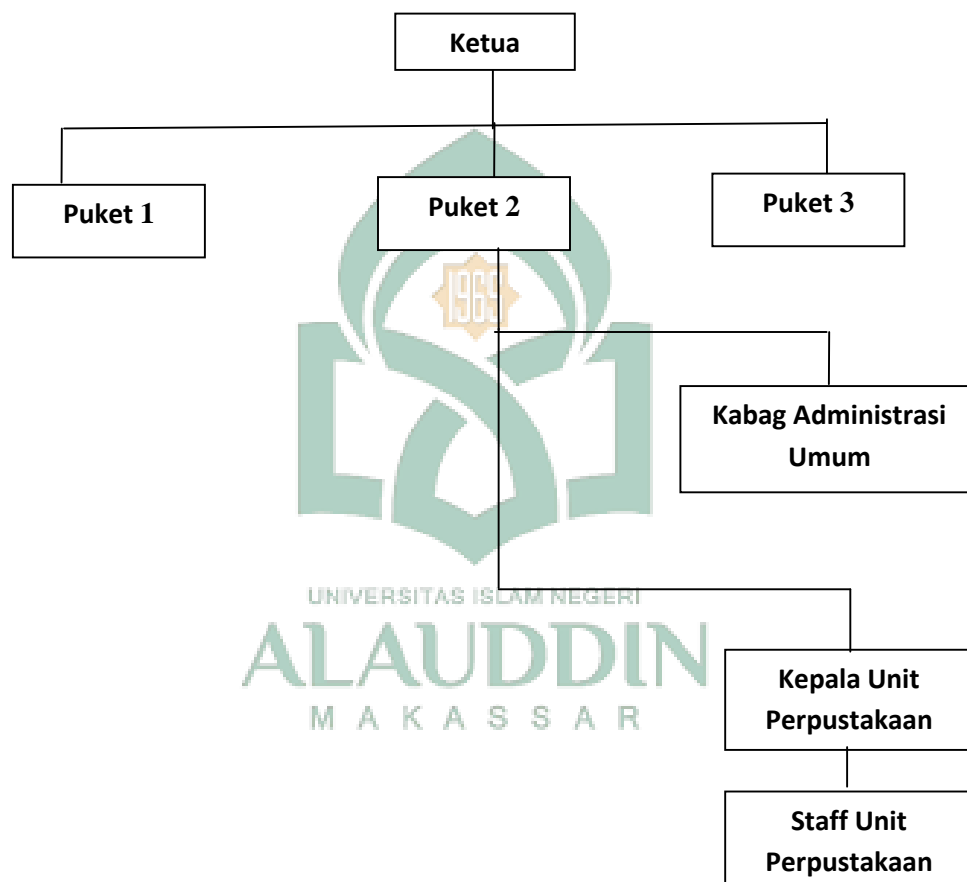 Ketua
Puket 1
Puket 2
Puket 3
1965
Kabag Administrasi
Umum
UNIVERSITAS ISLAM NEGERI
ALAUDDIN
MAKASSAR
Kepala Unit
Perpustakaan
Staff Unit
Perpustakaan